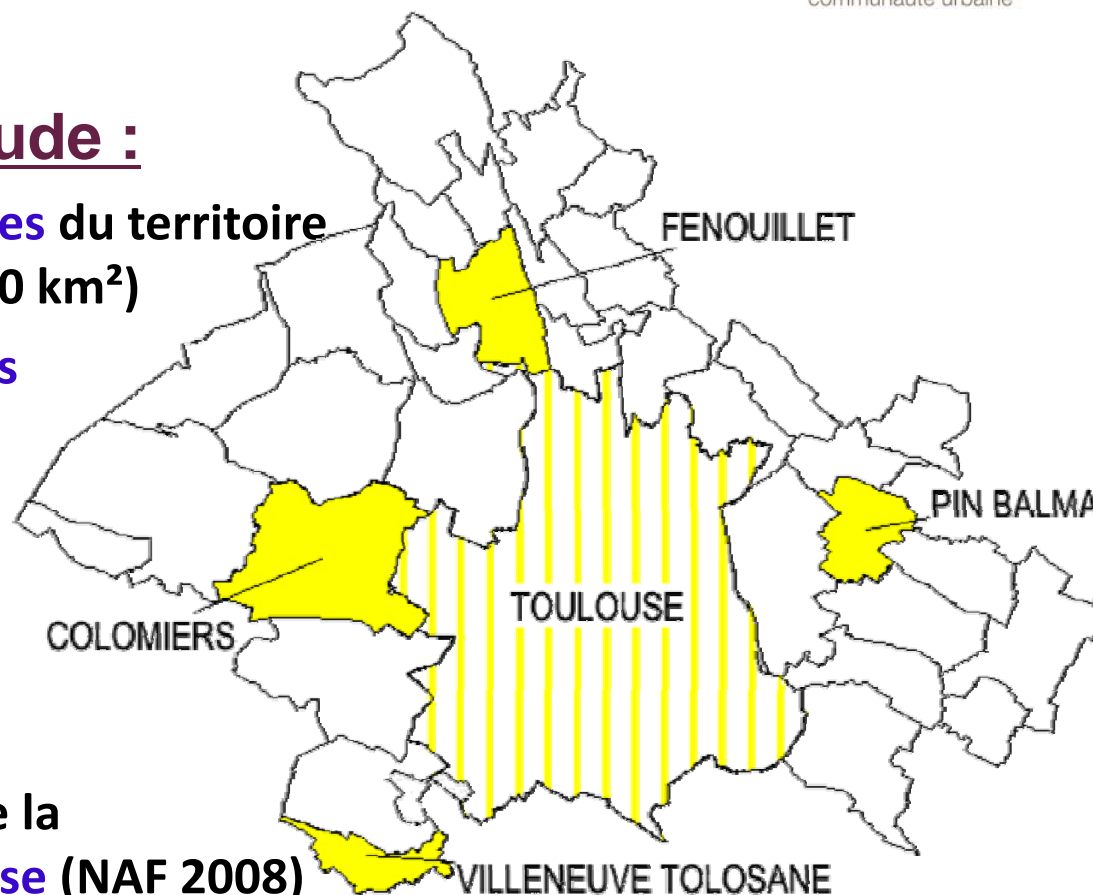 communauté urbaine
ude :
es du territoire
0 km²)
s
FENOUILLET
PIN BALMA
TOULOUSE
COLOMIERS
e la
se (NAF 2008)
VILLENEUVE TOLOSANE